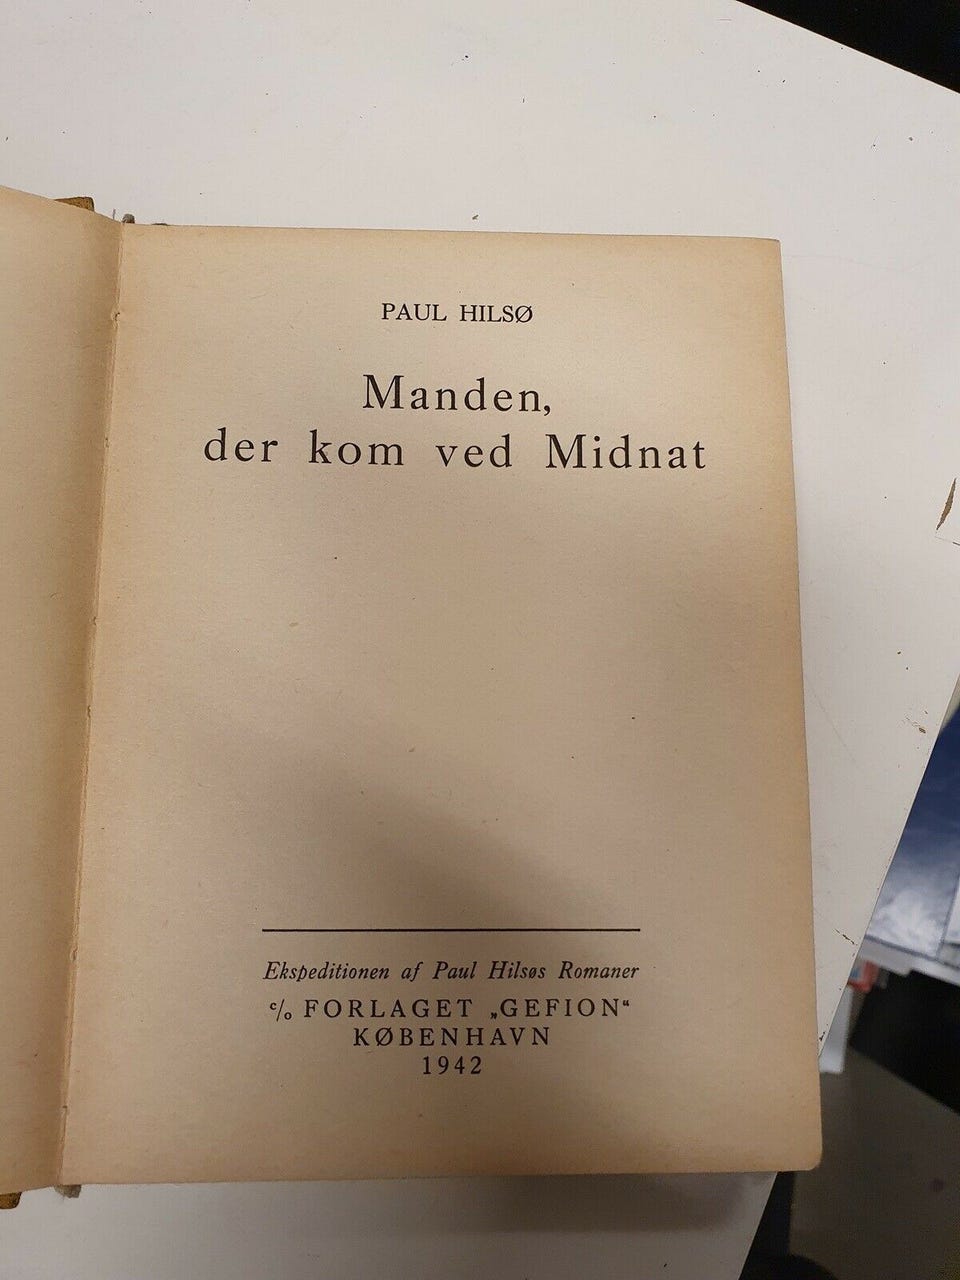 PAUL HILSØ
Manden,
der kom ved Midnat
Ekspeditionen af Paul Hilsøs Romaner
c/o FORLAGET „GEFION“
KØBENHAVN
1942